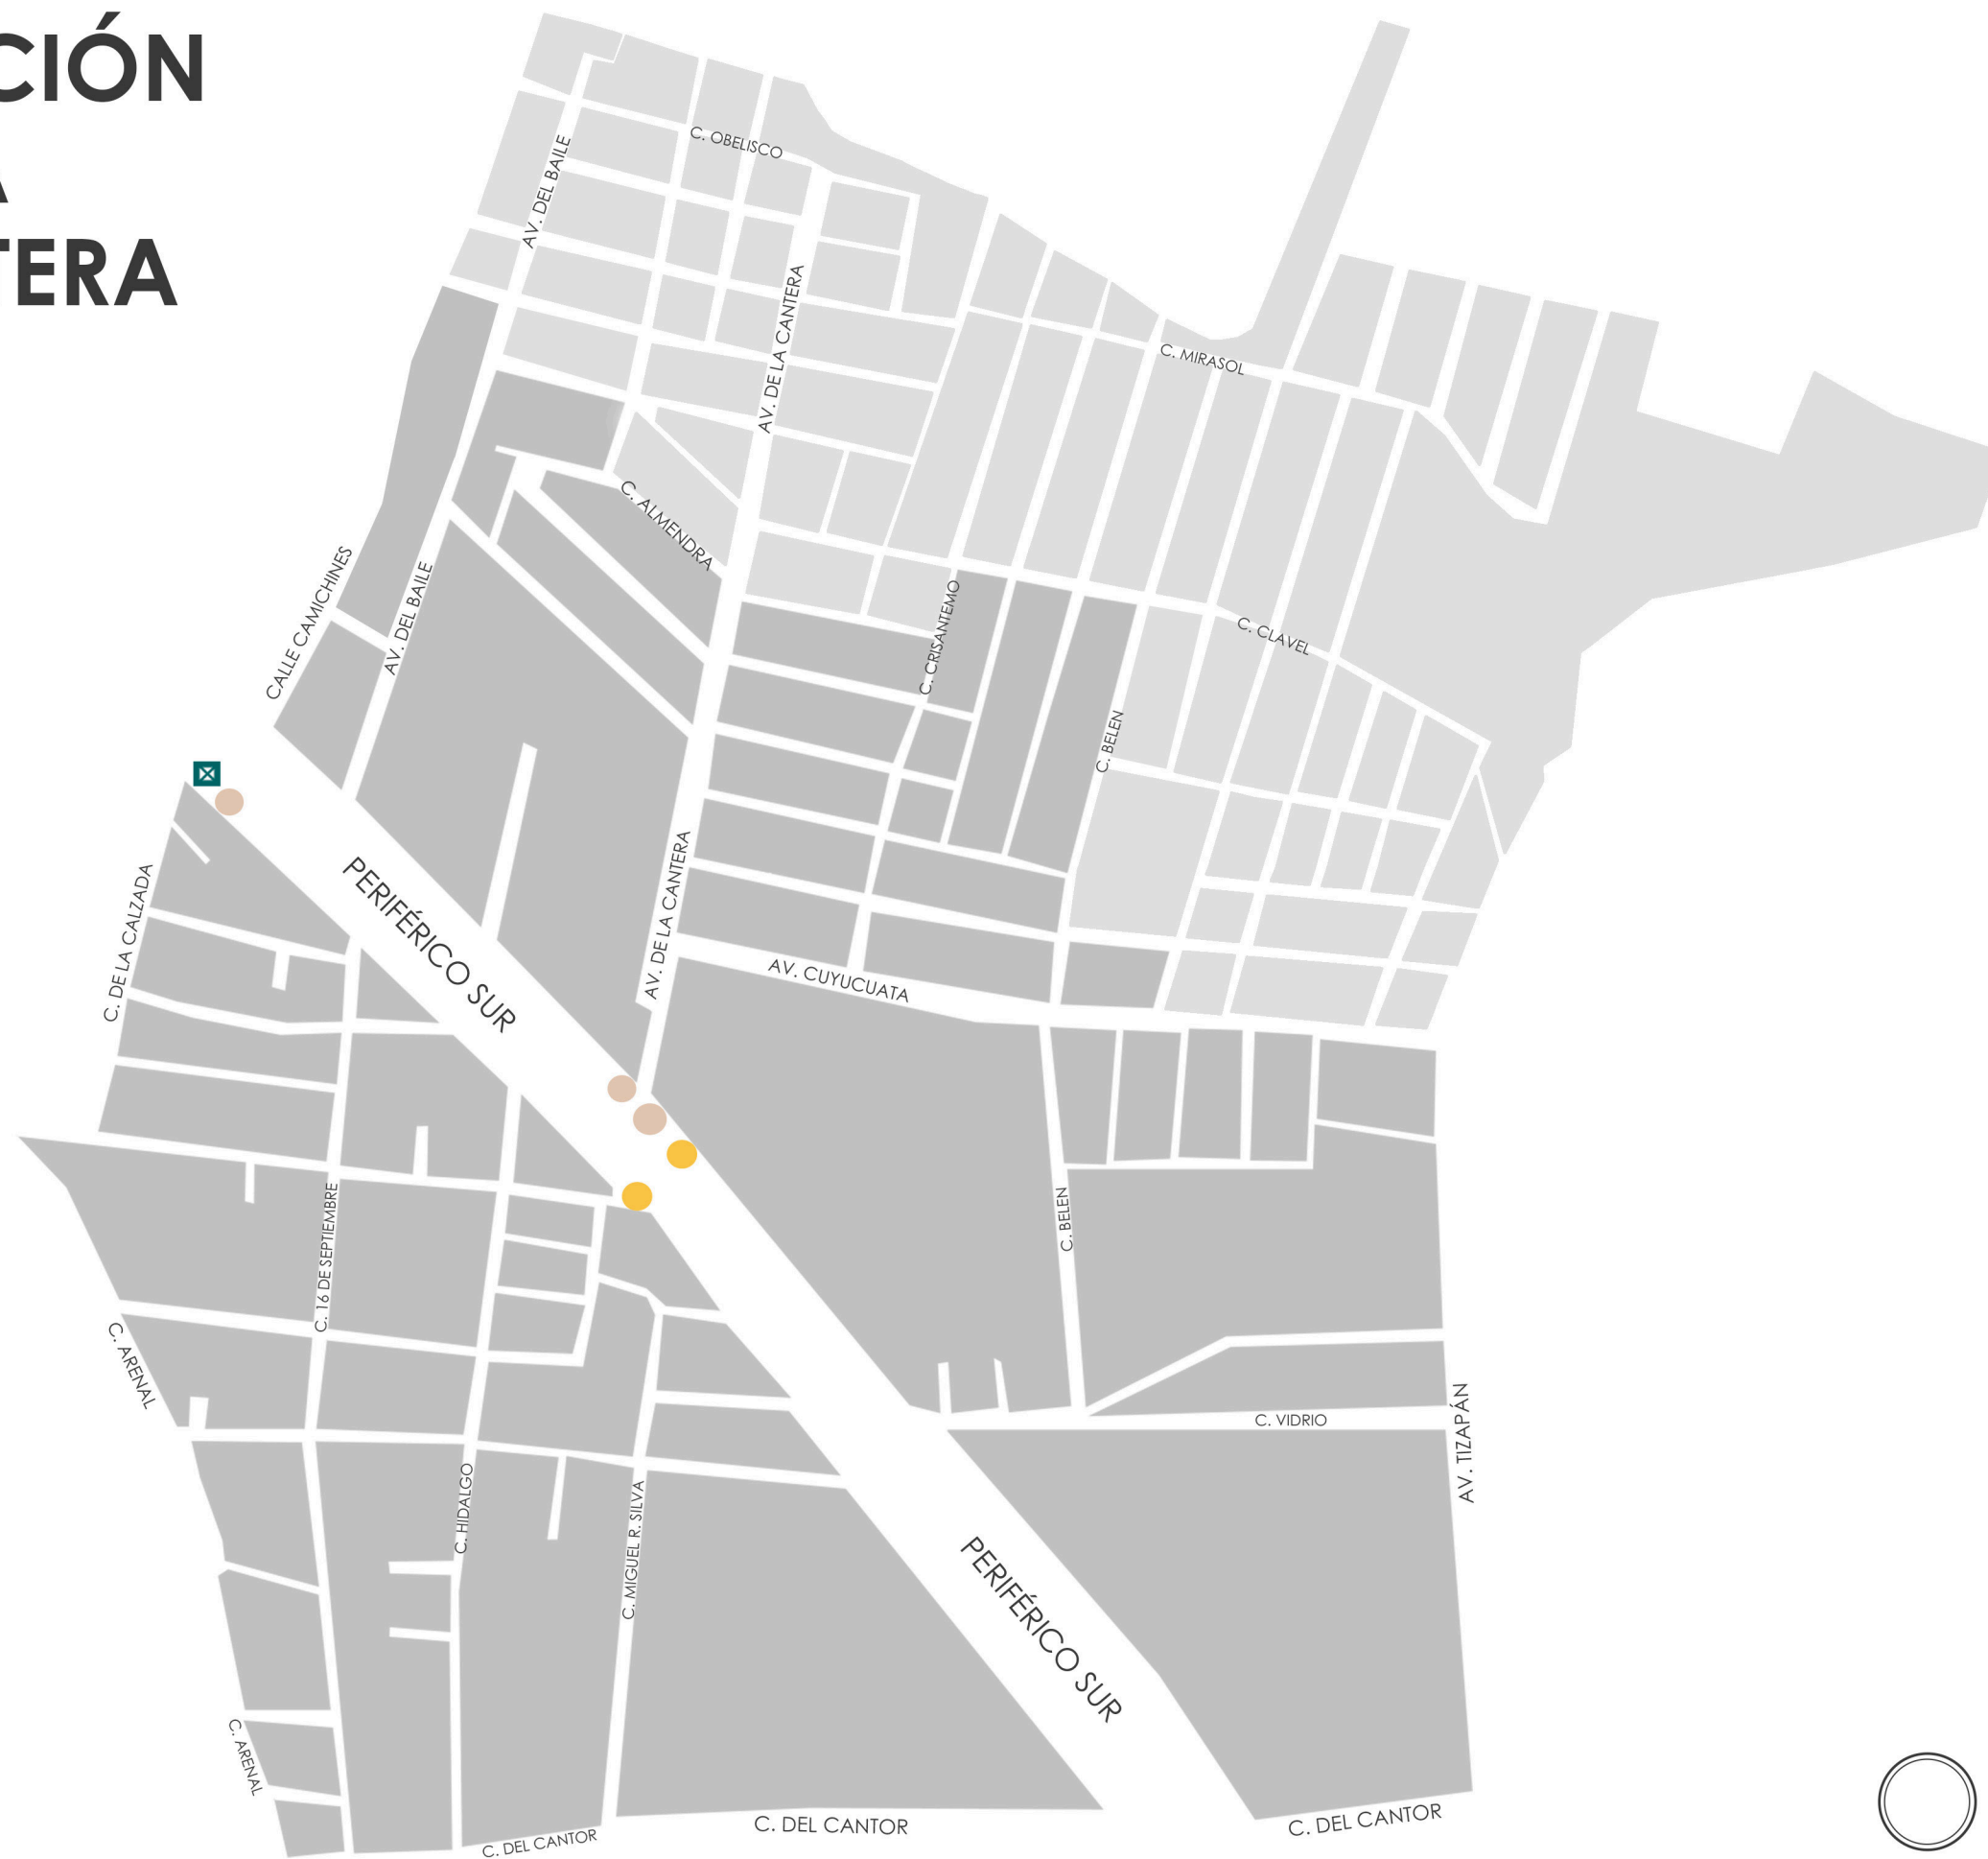 CIÓN
A
TERA
C. OBELISCO
AV. DEL BAILE
AV. DE LA CANTERA
C. MIRASOL
C. ALMENDRA
CALLE CAMICHINES
AV. DEL BAILE
C. CRISANTEMO
C. CLAVEL
C. BELEN
PERIFÉRICO SUR
C. DE LA CALZADA
AV. DE LA CANTERA
AV. CUYUCUATA
C. 16 DE SEPTIEMBRE
C. BELEN
C. ARENAL
C. VIDRIO
AV. TIZAPÁN
C. HIDALGO
C. MIGUEL R. SILVA
PERIFÉRICO SUR
C. ARENAL
C. DEL CANTOR
C. DEL CANTOR
C. DEL CANTOR